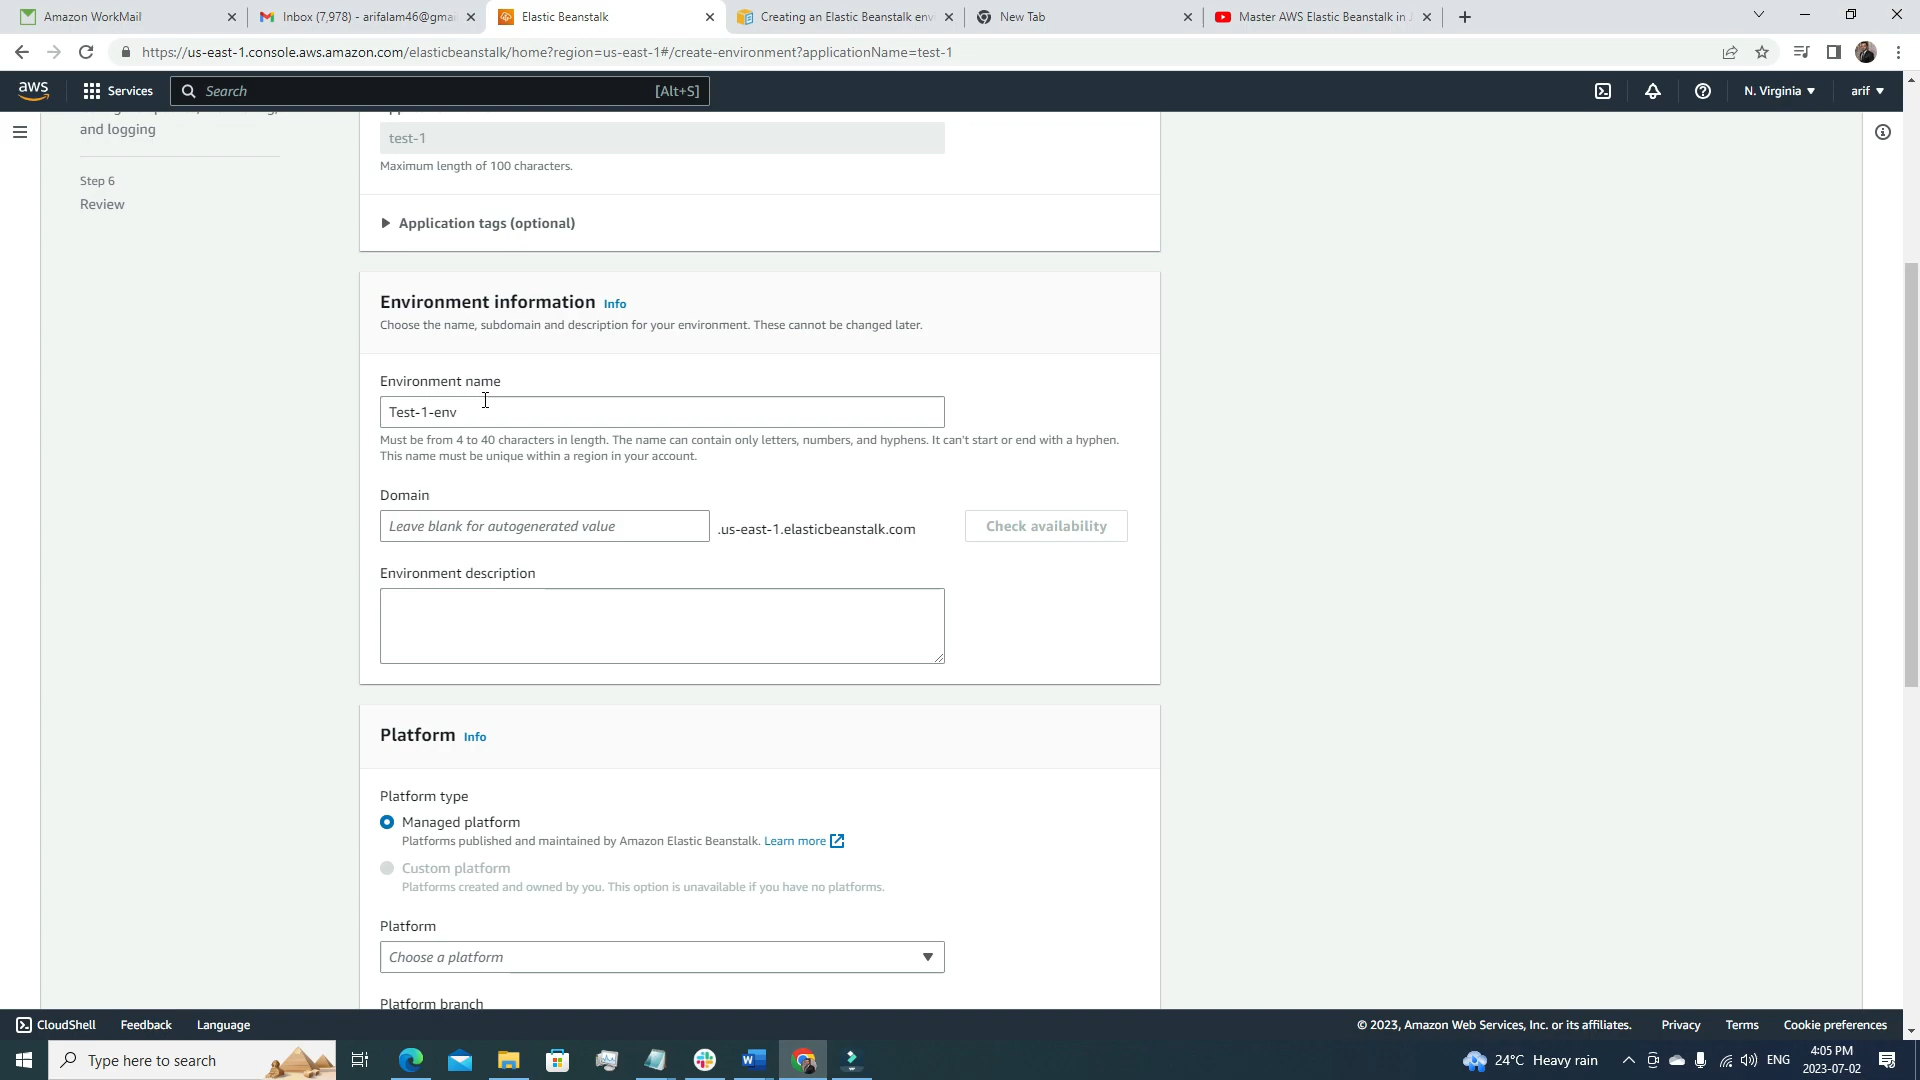 Amazon WorkMail
Inbox (7,978) - arifalam46@gmai
Elastic Beanstalk
Creating an Elastic Beanstalk env
New Tab
Master AWS Elastic Beanstalk in
https://us-east-1.console.aws.amazon.com/elasticbeanstalk/home?region=us-east-1#/create-environment?applicationName=test-1
aws
Services
Search
[Alt+S]
N. Virginia
arif
and logging
Step 6
Review
test-1
Maximum length of 100 characters.
Application tags (optional)
Environment information Info
Choose the name, subdomain and description for your environment. These cannot be changed later.
Environment name
Test-1-env
Must be from 4 to 40 characters in length. The name can contain only letters, numbers, and hyphens. It can't start or end with a hyphen.
This name must be unique within a region in your account.
Domain
Leave blank for autogenerated value
.us-east-1.elasticbeanstalk.com
Check availability
Environment description
Platform Info
Platform type
Managed platform
Platforms published and maintained by Amazon Elastic Beanstalk. Learn more
Custom platform
Platforms created and owned by you. This option is unavailable if you have no platforms.
Platform
Choose a platform
Platform branch
CloudShell
Feedback
Language
© 2023, Amazon Web Services, Inc. or its affiliates.
Privacy
Terms
Cookie preferences
Type here to search
24°C Heavy rain
ENG
4:05 PM
2023-07-02